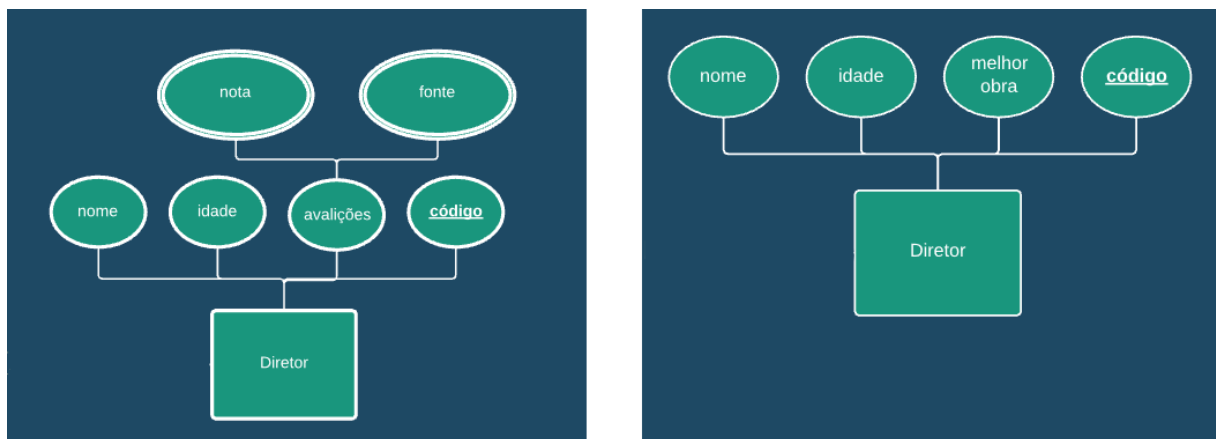 nota
fonte
nome
idade
avalições
código
Diretor
nome
idade
melhor
obra
código
Diretor